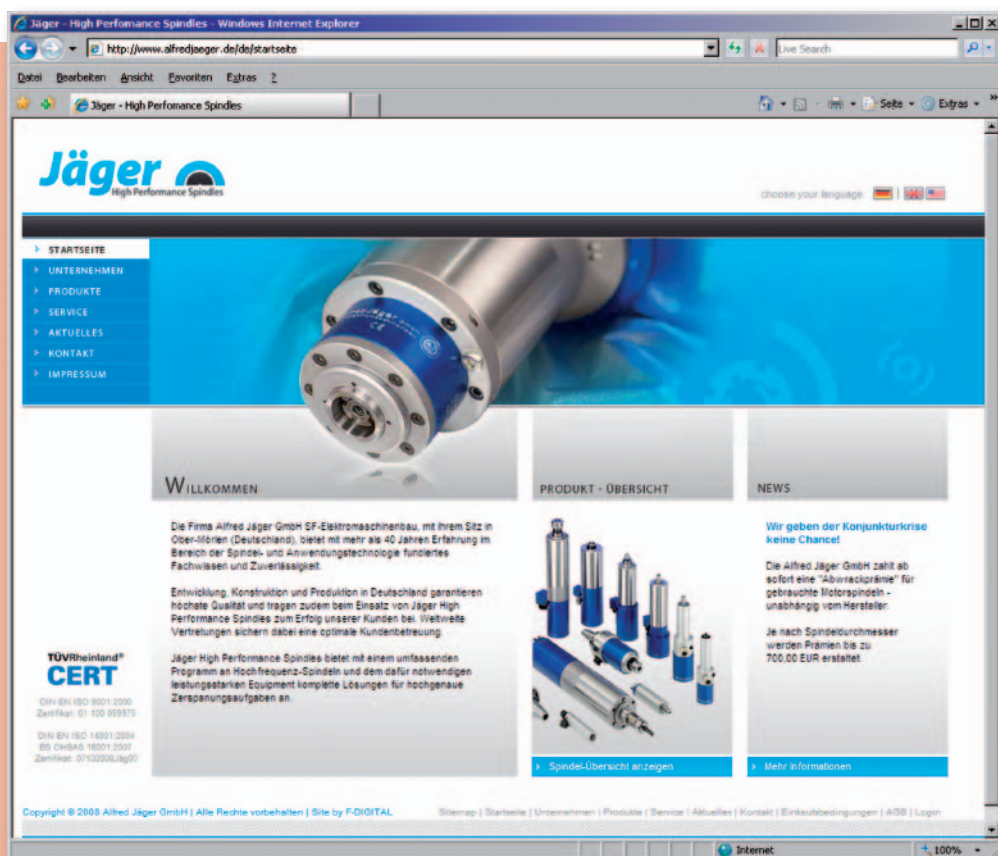 Jäger - High Perfomance Spindles - Windows Internet Explorer
http://www.alfredjaeger.de/de/startseite
Live Search
Datei Bearbeiten Ansicht Favoriten Extras ?
Jäger - High Perfomance Spindles
Seite
Extras
Jäger
High Performance Spindles
choose your language
STARTSEITE
UNTERNEHMEN
PRODUKTE
SERVICE
AKTUELLES
KONTAKT
IMPRESSUM
CE
WILLKOMMEN
Die Firma Alfred Jäger GmbH SF-Elektromaschinenbau, mit ihrem Sitz in
Ober-Mörlen (Deutschland), bietet mit mehr als 40 Jahren Erfahrung im
Bereich der Spindel- und Anwendungstechnologie fundiertes
Fachwissen und Zuverlässigkeit.
Entwicklung, Konstruktion und Produktion in Deutschland garantieren
höchste Qualität und tragen zudem beim Einsatz von Jäger High
Performance Spindles zum Erfolg unserer Kunden bei. Weltweite
Vertretungen sichern dabei eine optimale Kundenbetreuung.
Jäger High Performance Spindles bietet mit einem umfassenden
Programm an Hochfrequenz-Spindeln und dem dafür notwendigen
leistungsstarken Equipment komplette Lösungen für hochgenaue
Zerspanungsaufgaben an.
PRODUKT - ÜBERSICHT
Spindel-Übersicht anzeigen
NEWS
Wir geben der Konjunkturkrise
keine Chance!
Die Alfred Jäger GmbH zahlt ab
sofort eine "Abwrackprämie" für
gebrauchte Motorspindeln -
unabhängig vom Hersteller.
Je nach Spindeldurchmesser
werden Prämien bis zu
700,00 EUR erstattet.
Mehr Informationen
TÜVRheinland®
CERT
DIN EN ISO 9001:2000
Zertifikat: 01 100 059975
DIN EN ISO 14001:2004
BS OHSAS 18001:2007
Zertifikat: 07102008Jäg00
Copyright © 2008 Alfred Jäger GmbH | Alle Rechte vorbehalten | Site by F-DIGITAL
Sitemap | Startseite | Unternehmen | Produkte | Service | Aktuelles | Kontakt | Einkaufsbedingungen | AGB | Login
Internet
100%